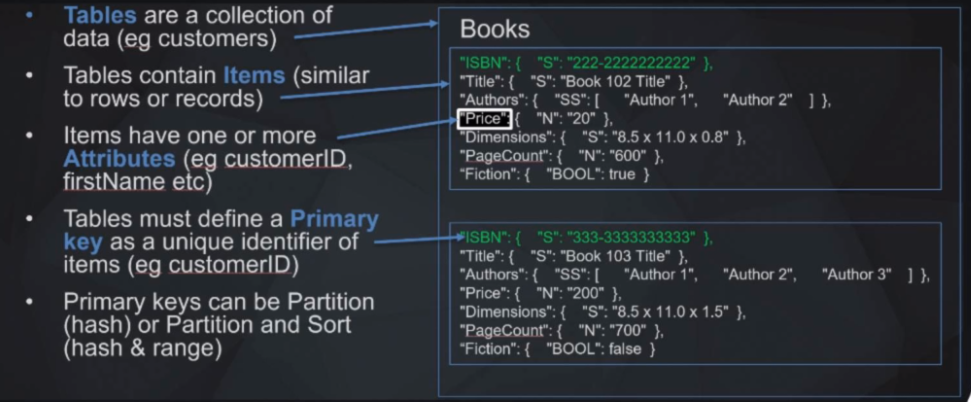 • Tables are a collection of
data (eg customers)
• Tables contain Items (similar
to rows or records)
• Items have one or more
Attributes (eg customerID,
firstName etc)
• Tables must define a Primary
key as a unique identifier of
items (eg customerID)
• Primary keys can be Partition
(hash) or Partition and Sort
(hash & range)
Books
"ISBN": { "S": "222-2222222222" },
"Title": { "S": "Book 102 Title" },
"Authors": { "SS": [ "Author 1", "Author 2" ] },
"Price": { "N": "20" },
"Dimensions": { "S": "8.5 x 11.0 x 0.8" },
"PageCount": { "N": "600" },
"Fiction": { "BOOL": true }
"ISBN": { "S": "333-3333333333" },
"Title": { "S": "Book 103 Title" },
"Authors": { "SS": [ "Author 1", "Author 2", "Author 3" ] },
"Price": { "N": "200" },
"Dimensions": { "S": "8.5 x 11.0 x 1.5" },
"PageCount": { "N": "700" },
"Fiction": { "BOOL": false }